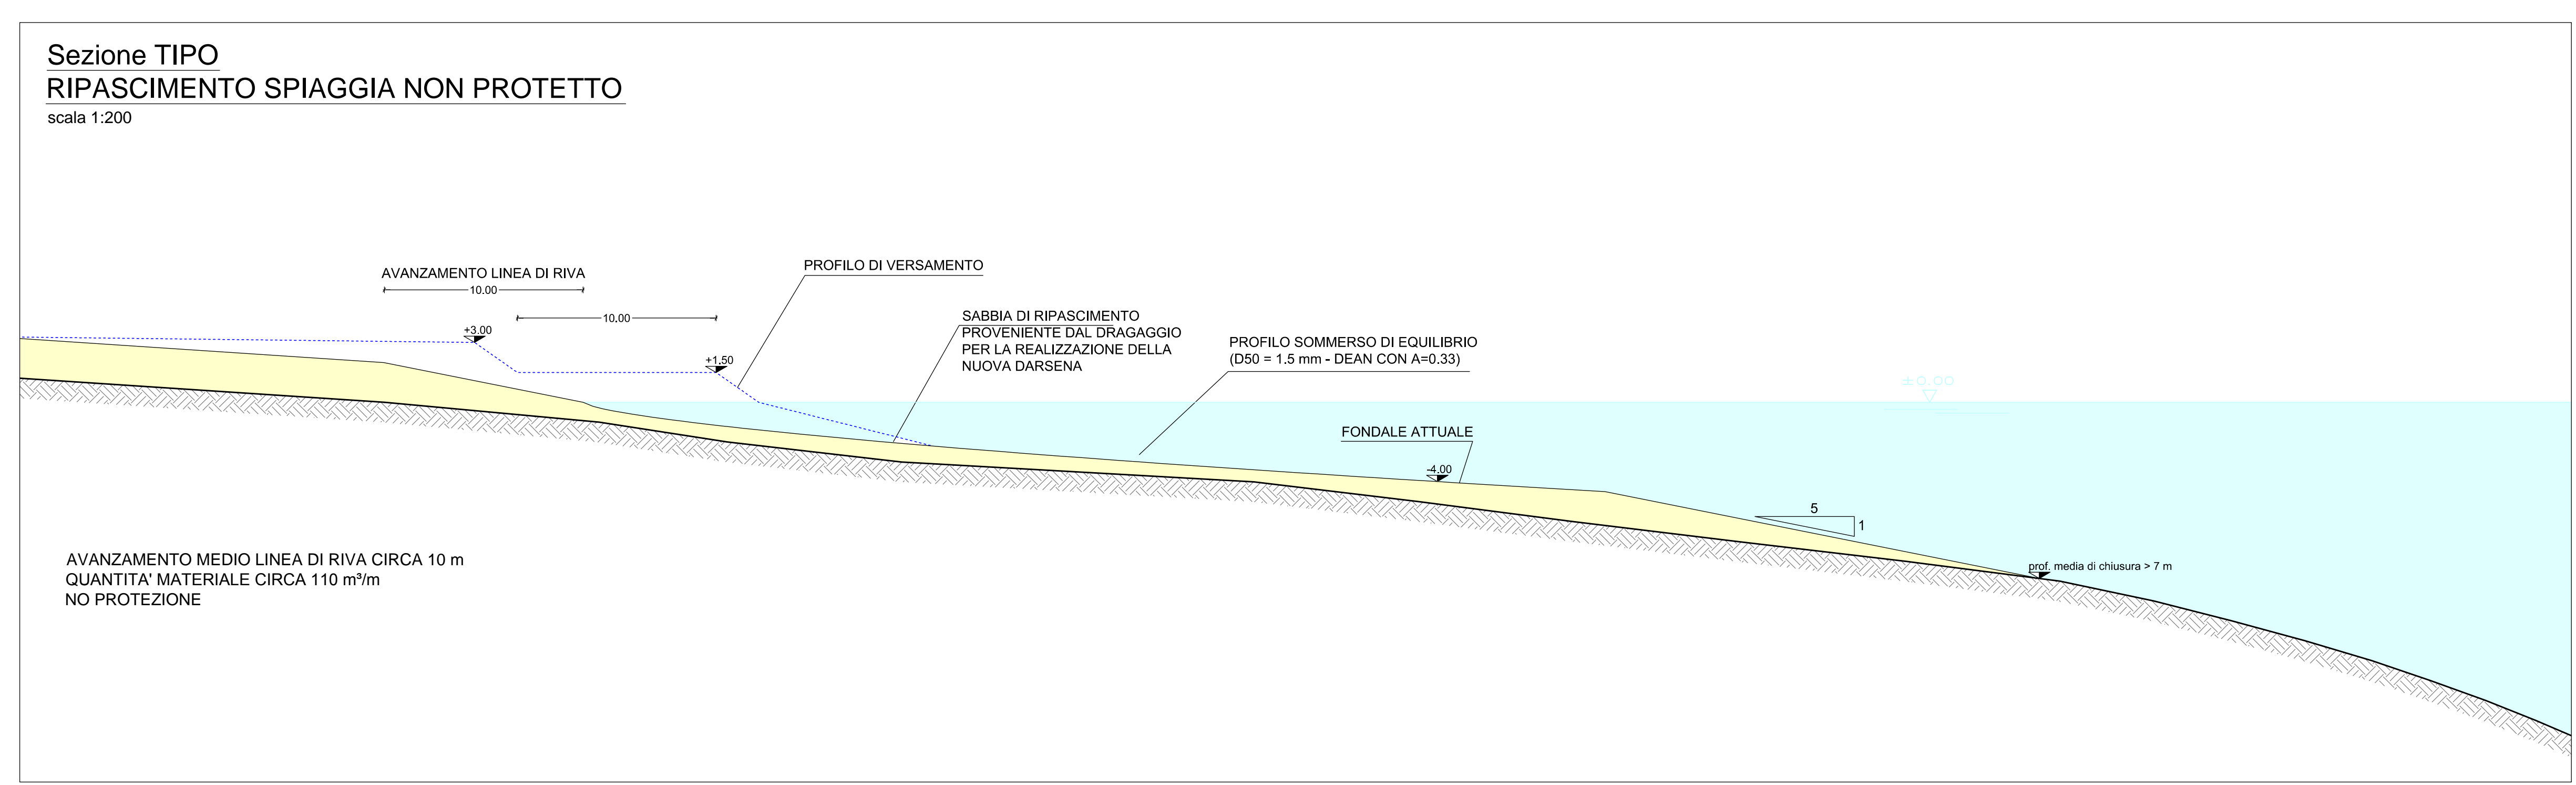 Sezione TIPO
RIPASCIMENTO SPIAGGIA NON PROTETTO
scala 1:200
AVANZAMENTO LINEA DI RIVA
10.00
10.00
+3.00
+1.50
PROFILO DI VERSAMENTO
SABBIA DI RIPASCIMENTO
PROVENIENTE DAL DRAGAGGIO
PER LA REALIZZAZIONE DELLA
NUOVA DARSENA
PROFILO SOMMERSO DI EQUILIBRIO
(D50 = 1.5 mm - DEAN CON A=0.33)
±0.00
FONDALE ATTUALE
-4.00
5
1
prof. media di chiusura > 7 m
AVANZAMENTO MEDIO LINEA DI RIVA CIRCA 10 m
QUANTITA' MATERIALE CIRCA 110 m³/m
NO PROTEZIONE